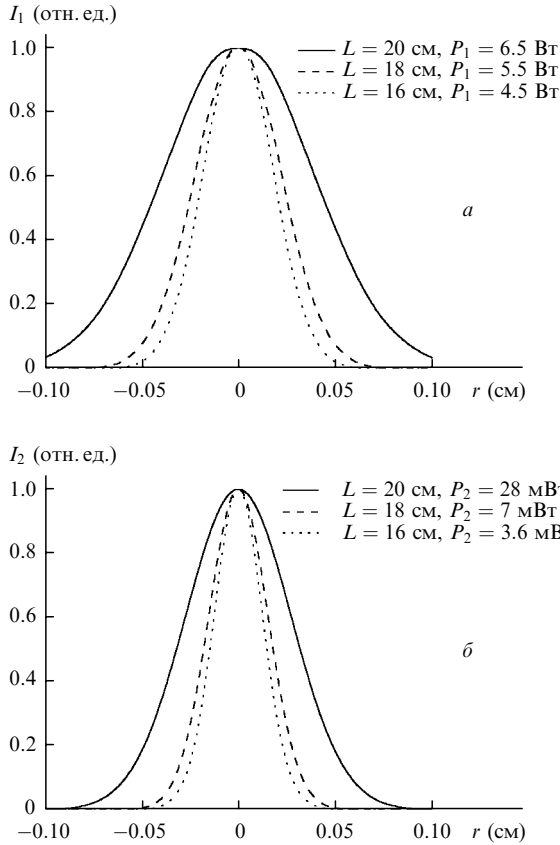 I₁ (отн. ед.)
L = 20 см, P₁ = 6.5 Вт
L = 18 см, P₁ = 5.5 Вт
L = 16 см, P₁ = 4.5 Вт
1.0
0.8
0.6
а
0.4
0.2
0
−0.10 −0.05 0 0.05 0.10 r (см)
I₂ (отн. ед.)
L = 20 см, P₂ = 28 мВт
L = 18 см, P₂ = 7 мВт
L = 16 см, P₂ = 3.6 мВ
1.0
0.8
0.6
б
0.4
0.2
0
−0.10 −0.05 0 0.05 0.10 r (см)